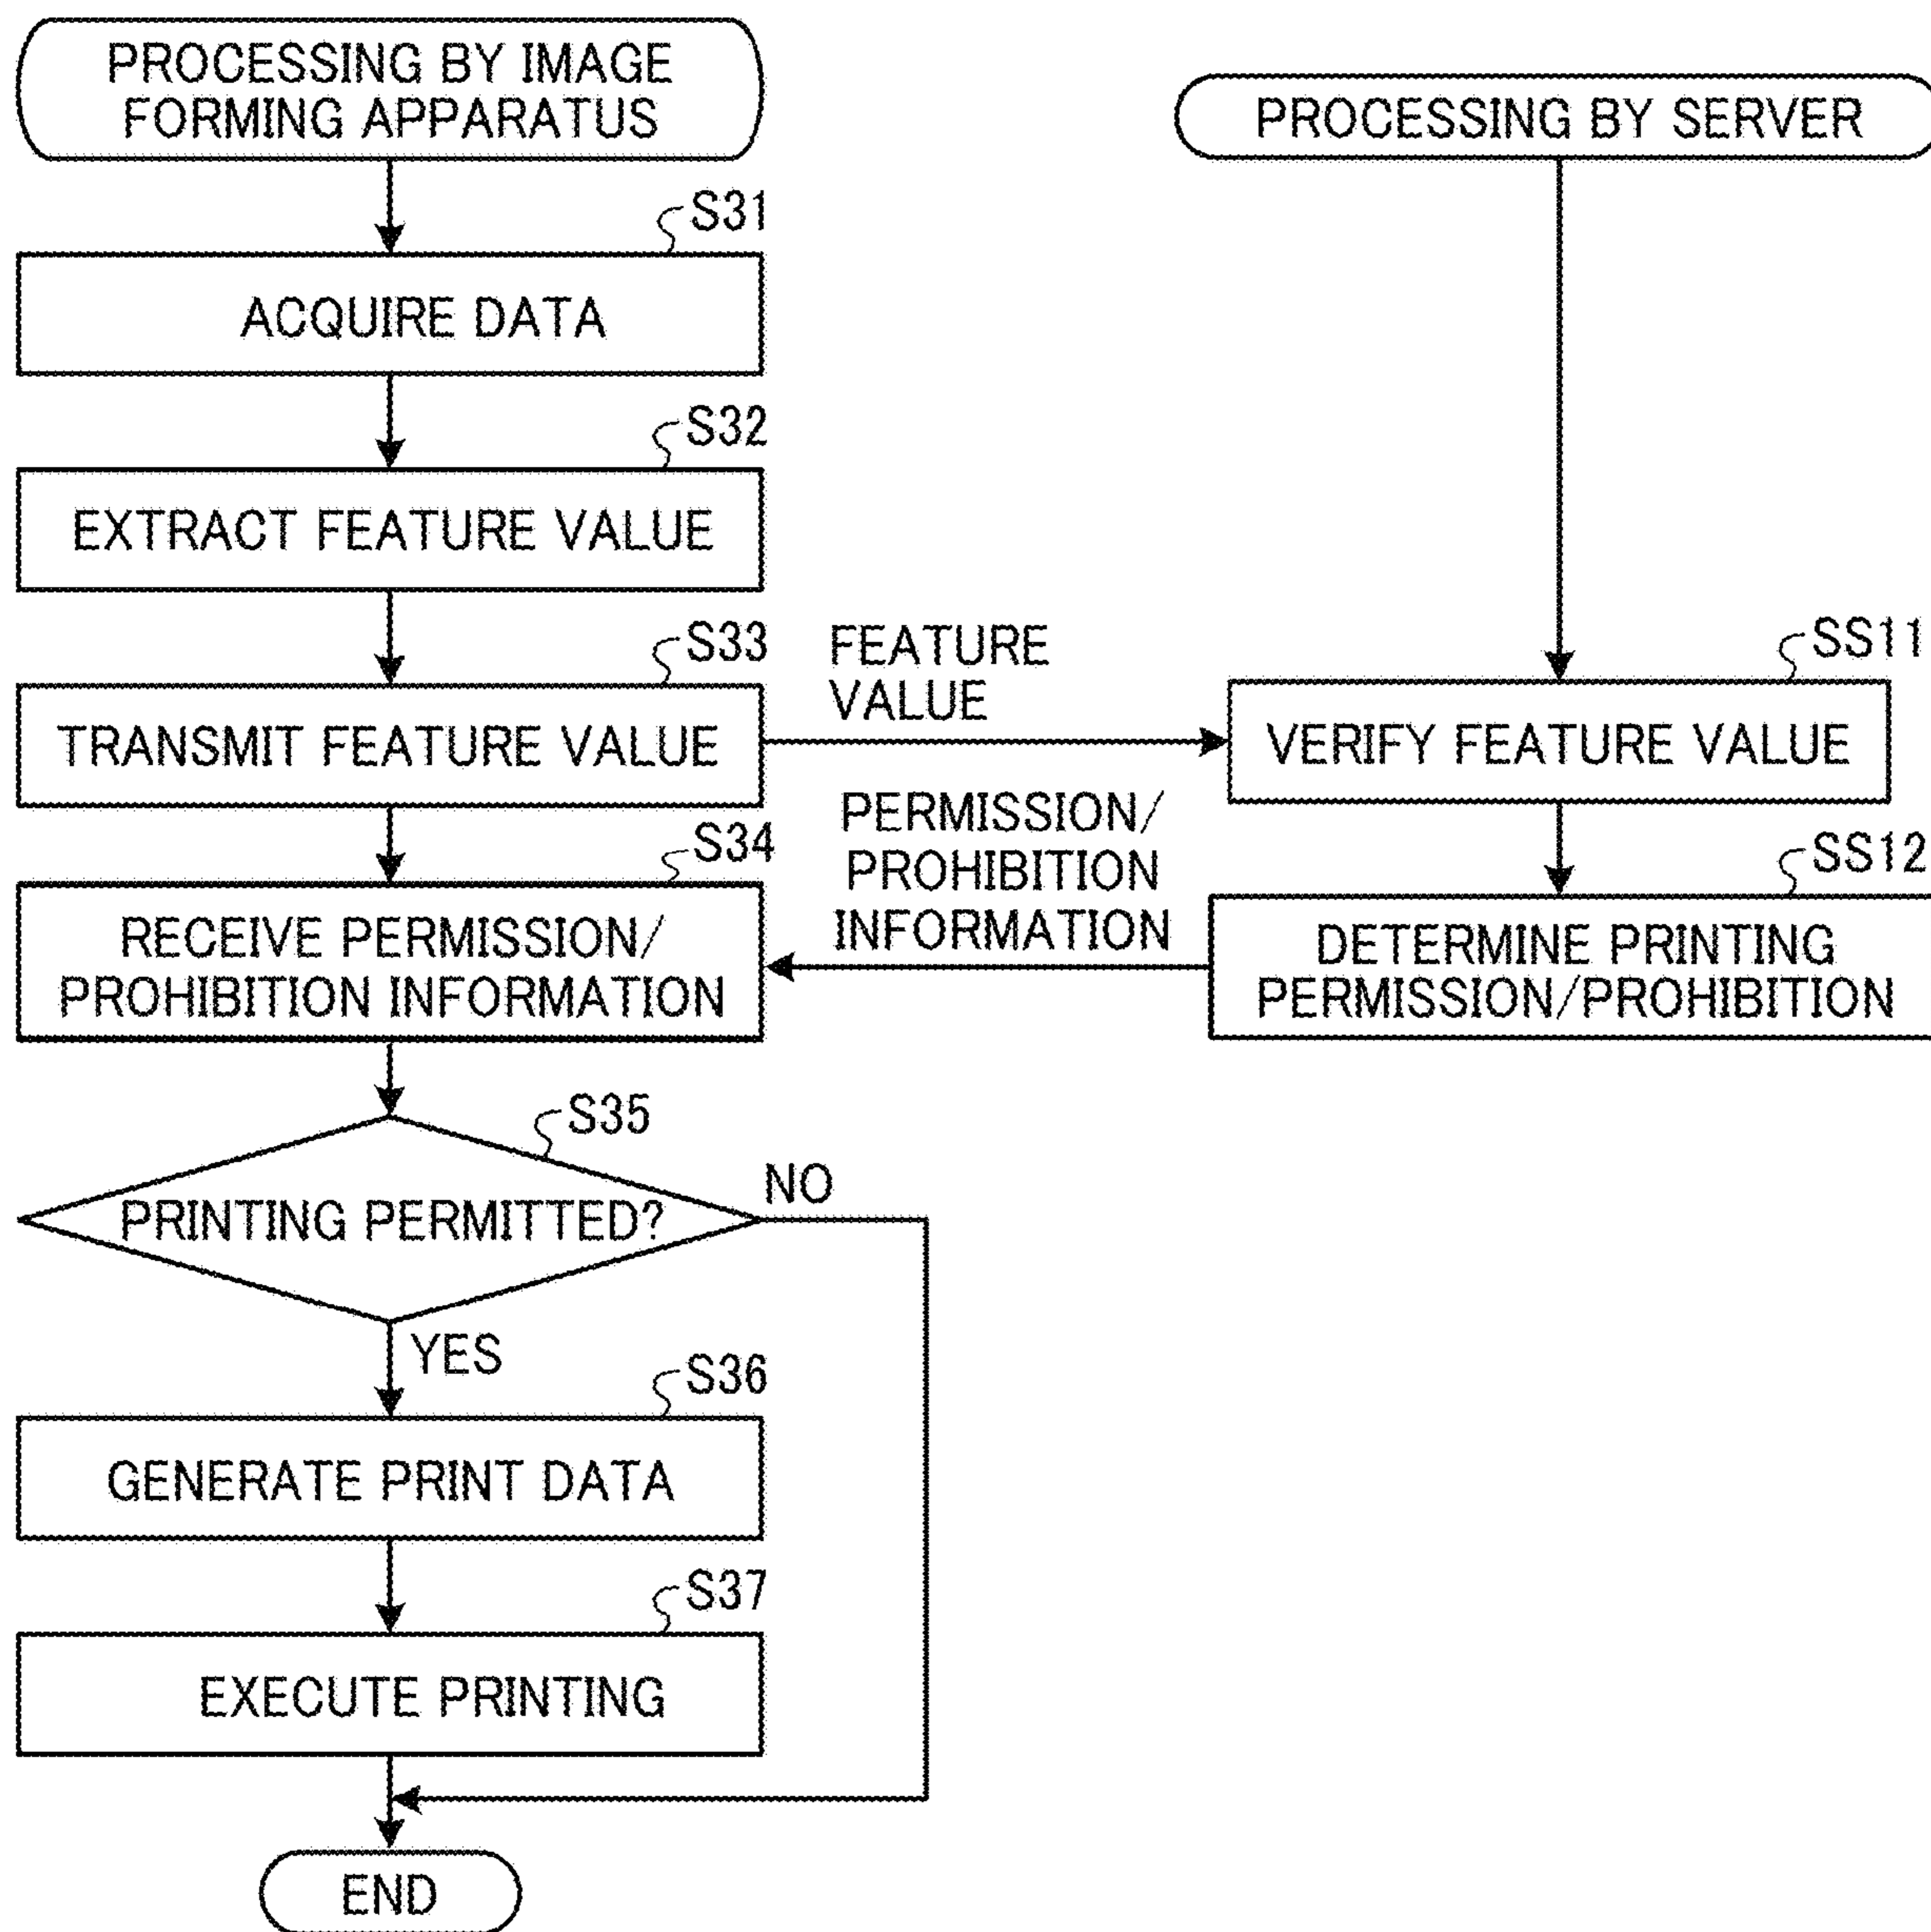 PROCESSING BY IMAGE
FORMING APPARATUS
S31
ACQUIRE DATA
S32
EXTRACT FEATURE VALUE
S33
TRANSMIT FEATURE VALUE
S34
RECEIVE PERMISSION/
PROHIBITION INFORMATION
S35
PRINTING PERMITTED?
NO
YES
S36
GENERATE PRINT DATA
S37
EXECUTE PRINTING
END
FEATURE
VALUE
PERMISSION/
PROHIBITION
INFORMATION
PROCESSING BY SERVER
SS11
VERIFY FEATURE VALUE
SS12
DETERMINE PRINTING
PERMISSION/PROHIBITION